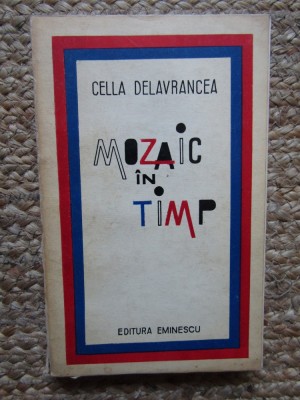 CELLA DELAVRANCEA
MOZAIC
ÎN
TIMP
EDITURA EMINESCU